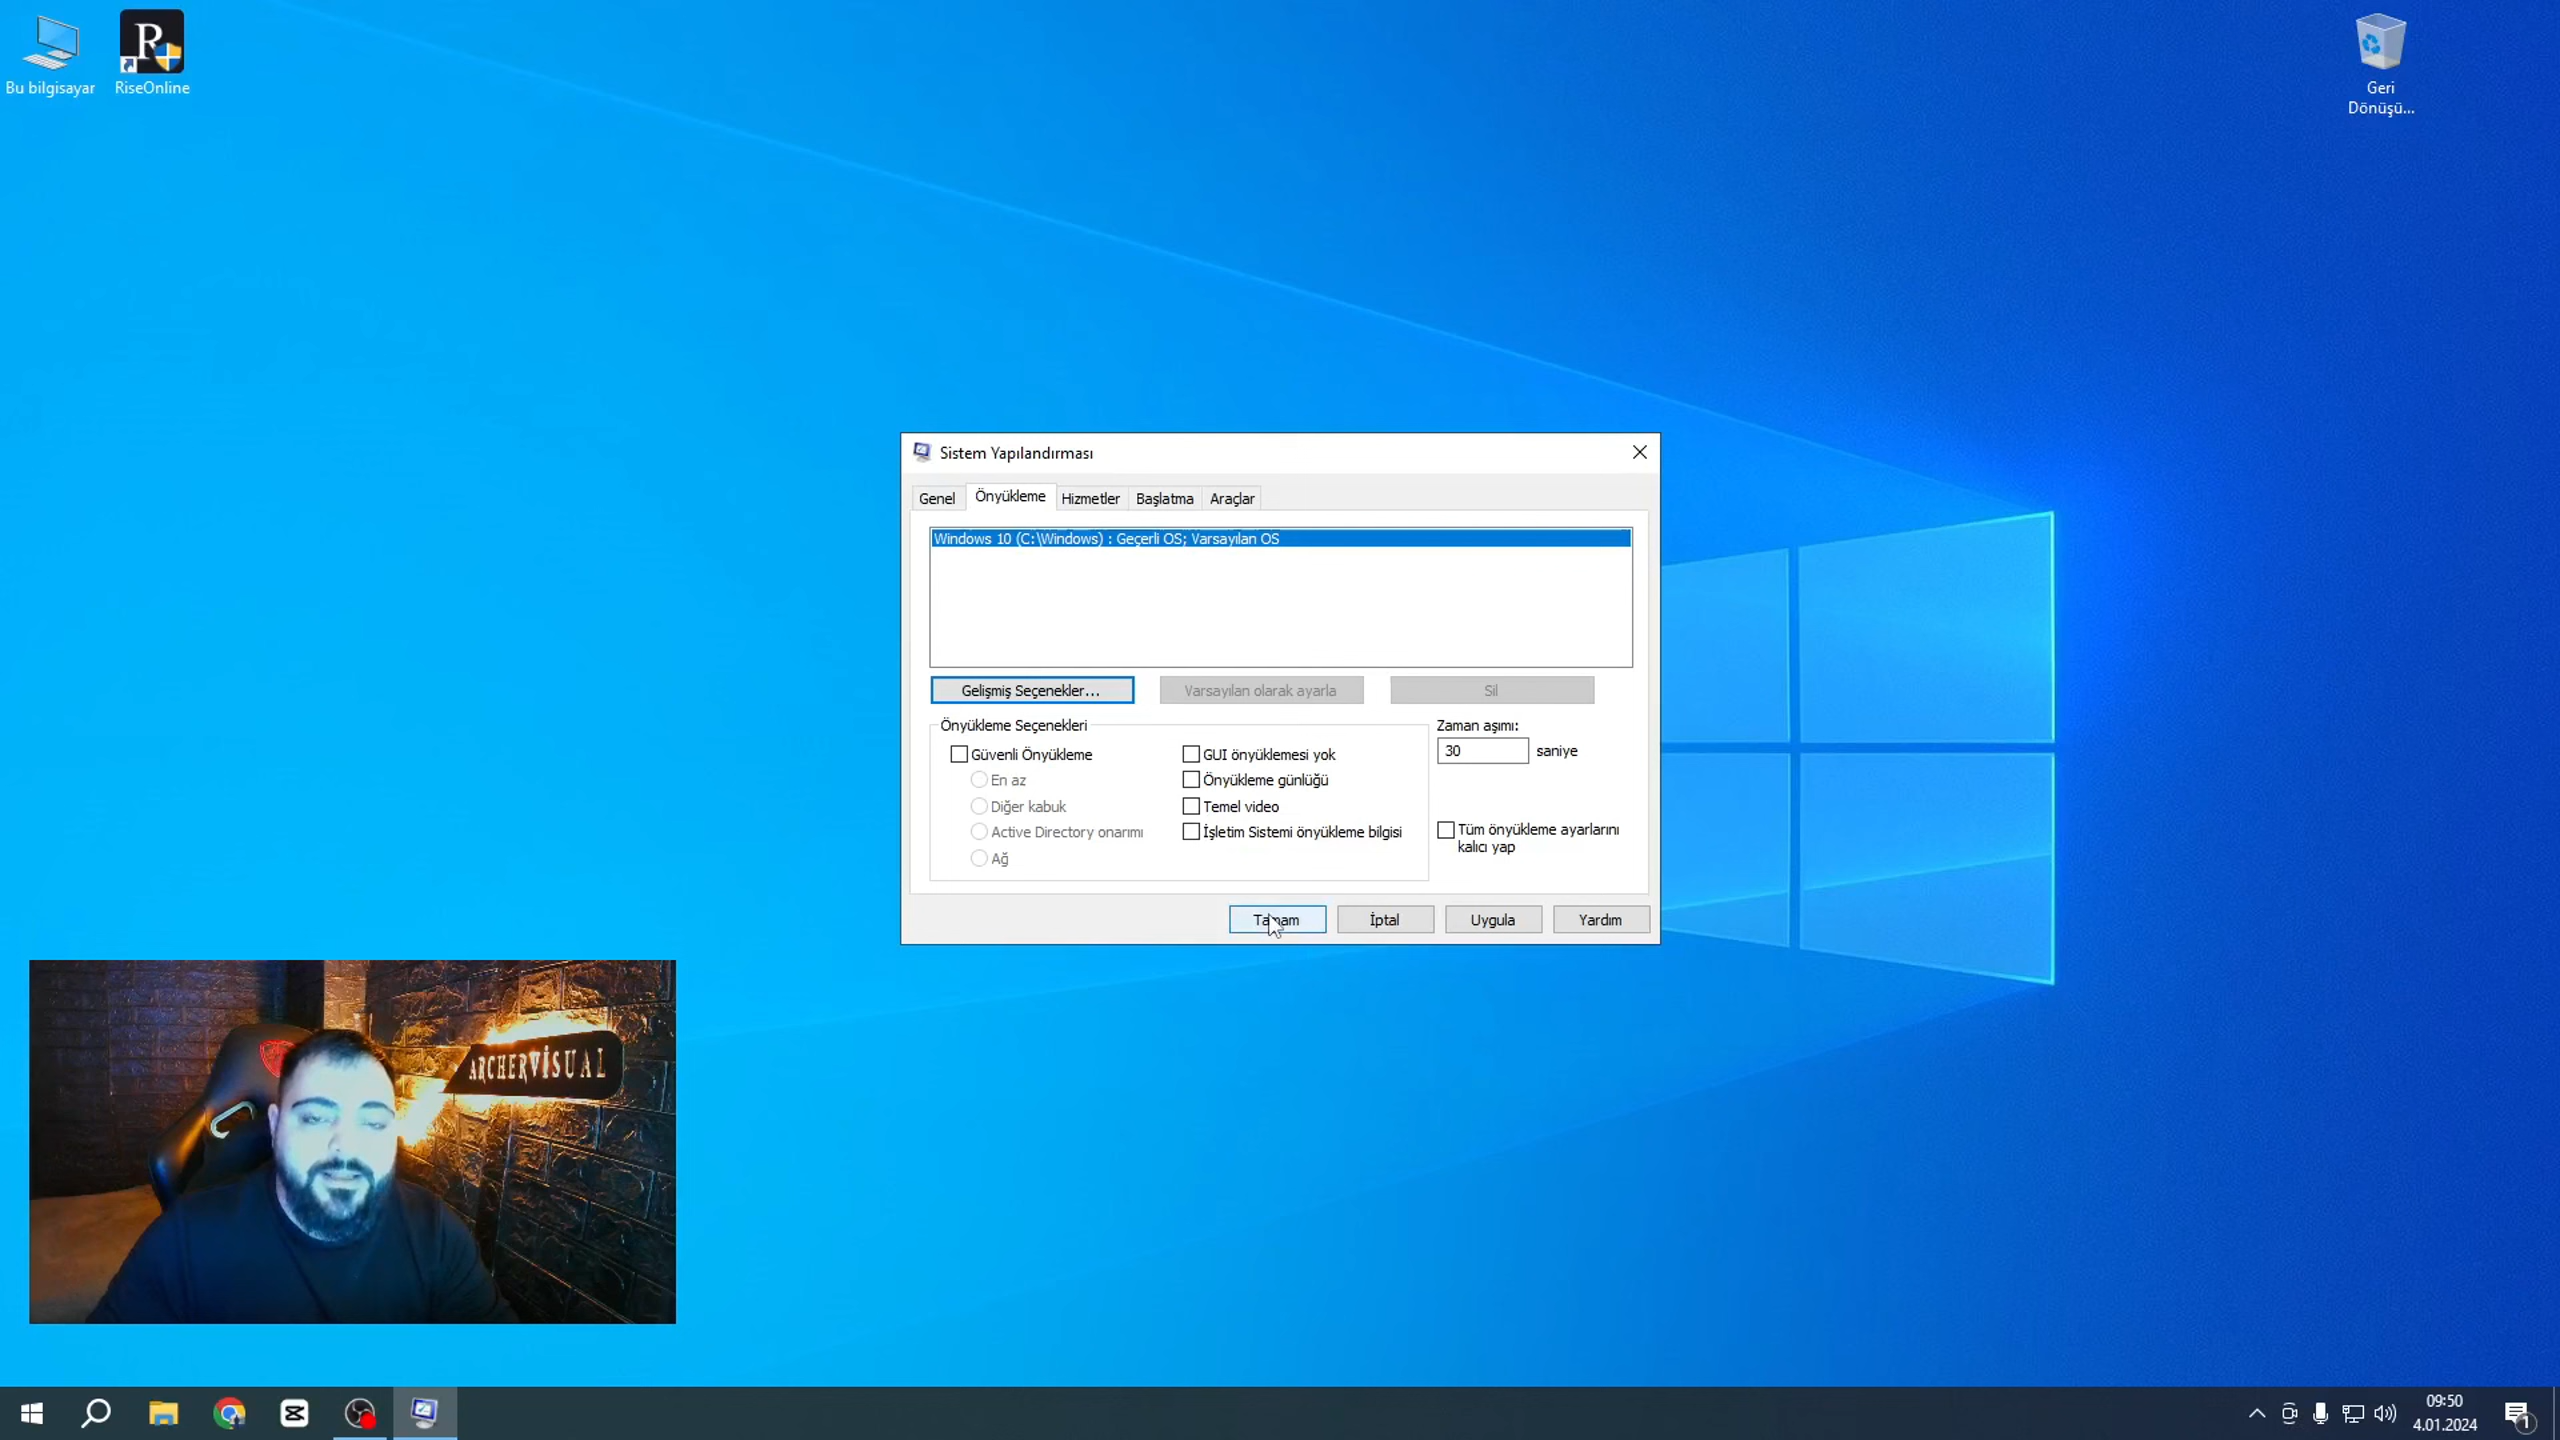 Bu bilgisayar
RiseOnline
Geri
Dönüşü...
Sistem Yapılandırması
Genel
Önyükleme
Hizmetler
Başlatma
Araçlar
Windows 10 (C:\Windows) : Geçerli OS; Varsayılan OS
Gelişmiş Seçenekler...
Varsayılan olarak ayarla
Sil
Önyükleme Seçenekleri
Güvenli Önyükleme
En az
Diğer kabuk
Active Directory onarımı
Ağ
GUI önyüklemesi yok
Önyükleme günlüğü
Temel video
İşletim Sistemi önyükleme bilgisi
Zaman aşımı:
30 saniye
Tüm önyükleme ayarlarını
kalıcı yap
Tamam
İptal
Uygula
Yardım
ARCHERVİSUAL
09:50
4.01.2024
1